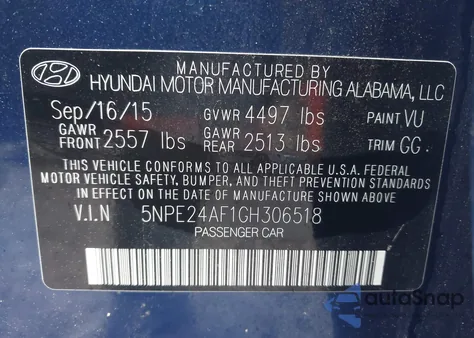 MANUFACTURED BY
HYUNDAI MOTOR MANUFACTURING ALABAMA, LLC
Sep/16/15 GVWR 4497 lbs PAINT VU
GAWR FRONT 2557 lbs GAWR REAR 2513 lbs TRIM GG
THIS VEHICLE CONFORMS TO ALL APPLICABLE U.S.A. FEDERAL
MOTOR VEHICLE SAFETY, BUMPER, AND THEFT PREVENTION STANDARDS
IN EFFECT ON THE DATE OF MANUFACTURE SHOWN ABOVE.
V.I.N 5NPE24AF1GH306518
PASSENGER CAR
autoSnap